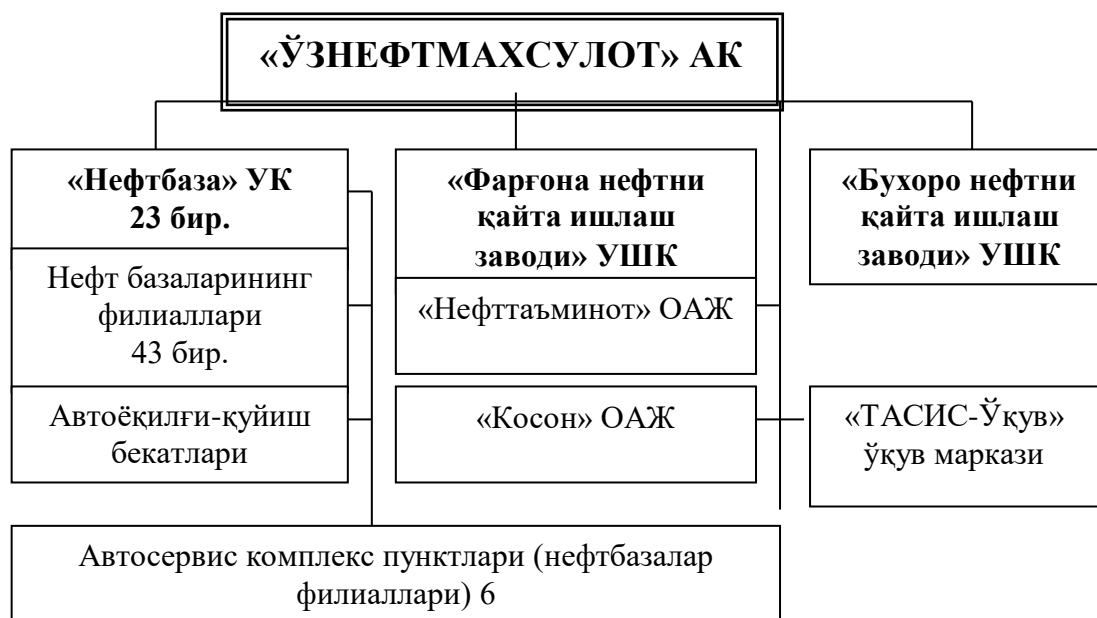 «ЎЗНЕФТМАХСУЛОТ» АК
«Нефтбаза» УК
23 бир.
Нефт базаларининг
филиаллари
43 бир.
Автоёқилғи-қуйиш
бекатлари
«Фарғона нефтни
қайта ишлаш
заводи» УШК
«Нефттаъминот» ОАЖ
«Косон» ОАЖ
«Бухоро нефтни
қайта ишлаш
заводи» УШК
«ТАСИС-Ўқув»
ўқув маркази
Автосервис комплекс пунктлари (нефтбазалар
филиаллари) 6